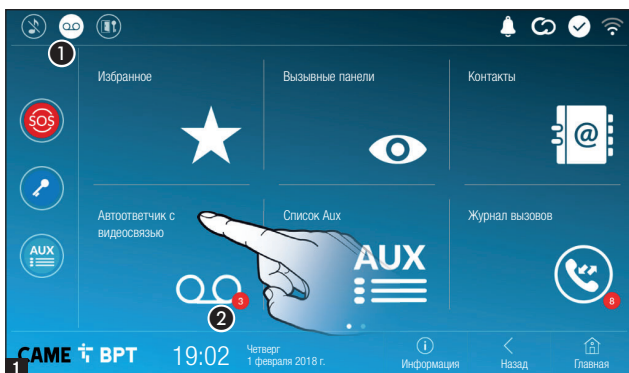 1
Избранное
Вызывные панели
Контакты
SOS
@
Автоответчик с
видеосвязью
Список Aux
Журнал вызовов
AUX
AUX
3
2
8
1
CAME BPT
19:02
Четверг
1 февраля 2018 г.
i
Информация
Назад
Главная